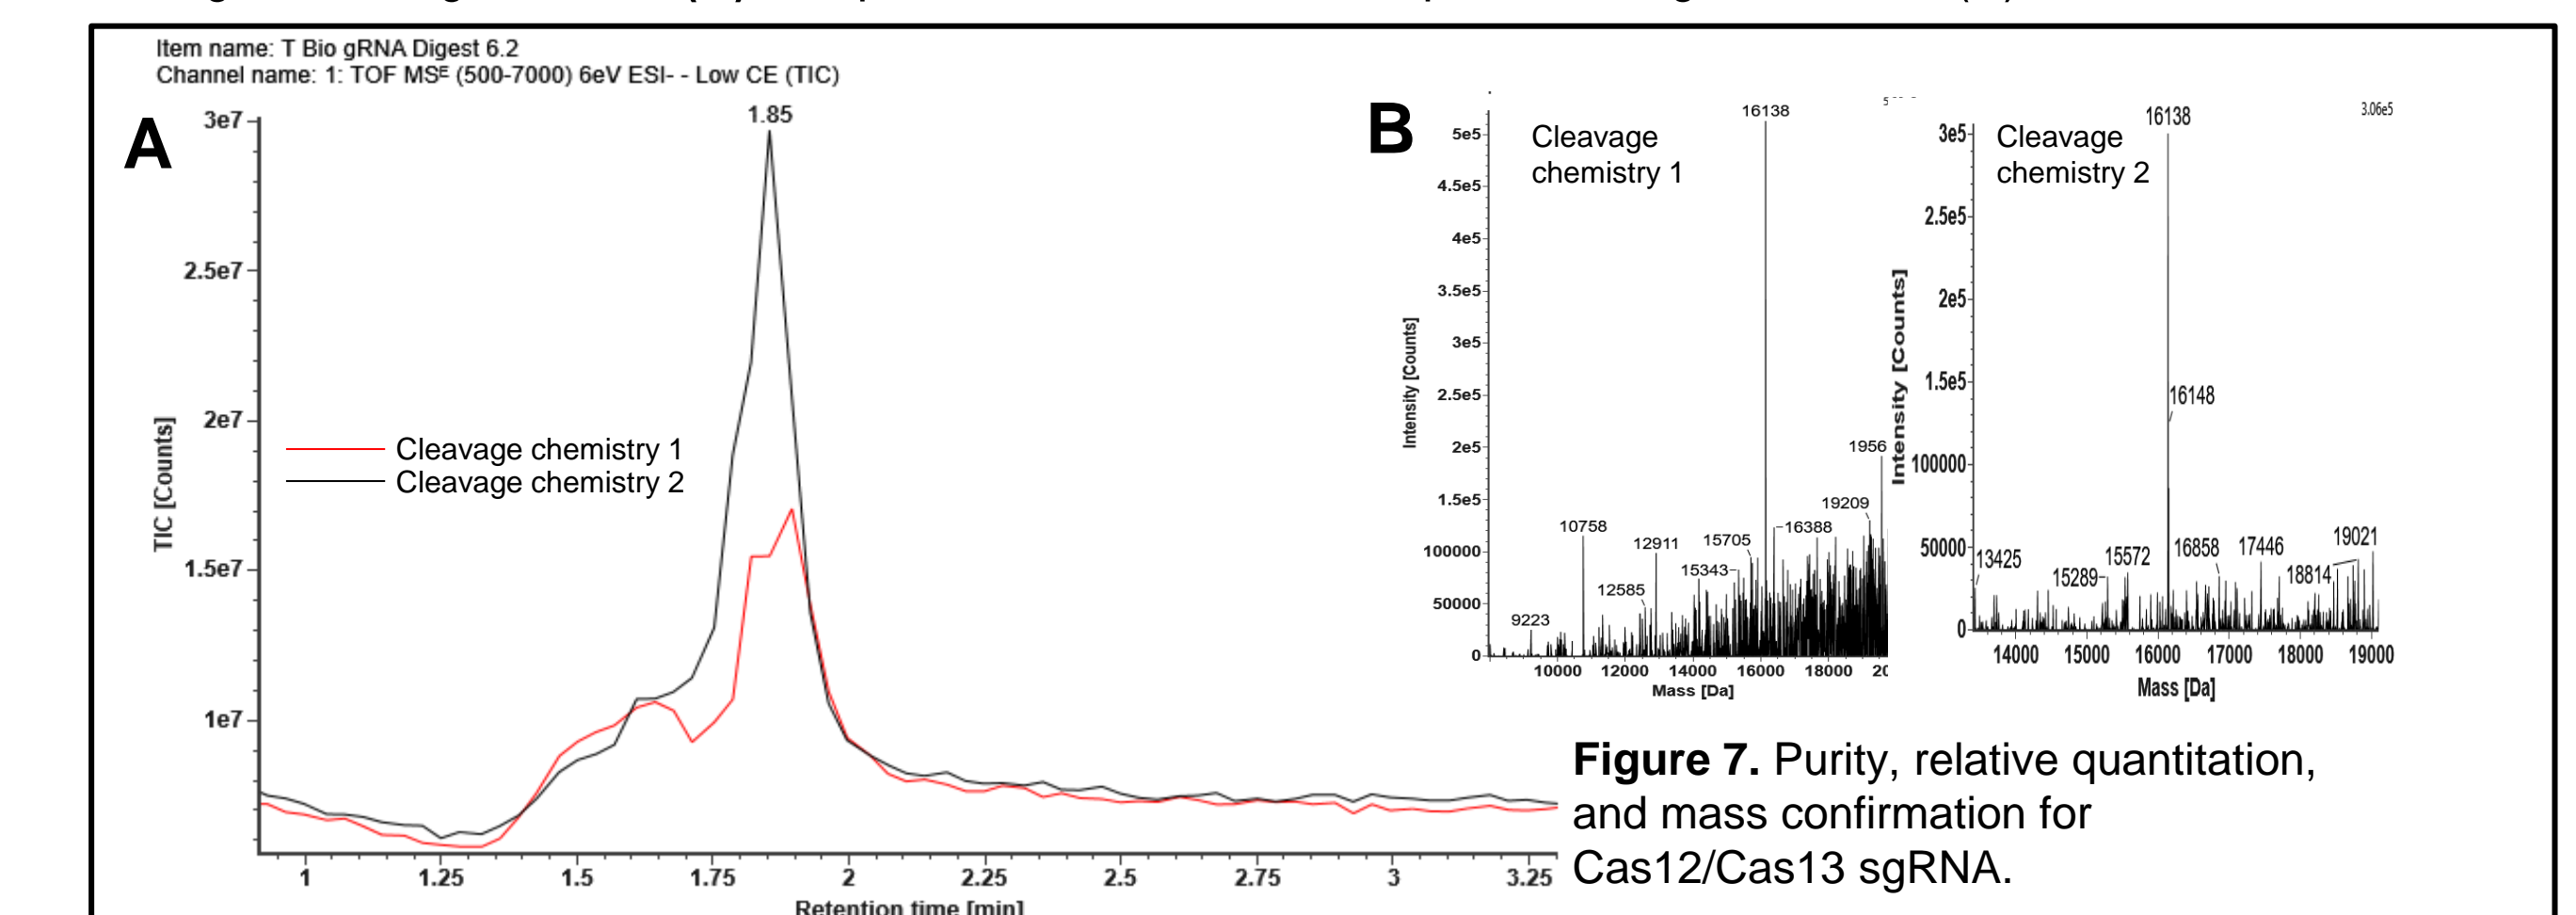 Item name: T Bio gRNA Digest 6.2
Channel name: 1: TOF MSᴱ (500-7000) 6eV ESI- - Low CE (TIC)
A
1.85
3e7
2.5e7
2e7
1.5e7
1e7
TIC [Counts]
Cleavage chemistry 1
Cleavage chemistry 2
1 1.25 1.5 1.75 2 2.25 2.5 2.75 3 3.25
Retention time [min]
B
Cleavage
chemistry 1
16138
5e5
4.5e5
4e5
3.5e5
3e5
2.5e5
2e5
1.5e5
100000
50000
0
Intensity [Counts]
1956
19209
10758
16388
12911
15705
15343
12585
9223
10000 12000 14000 16000 18000 20
Mass [Da]
Cleavage
chemistry 2
16138
3.06e5
3e5
2.5e5
2e5
1.5e5
100000
50000
0
Intensity [Counts]
16148
13425
15289
15572
16858
17446
18814
19021
14000 15000 16000 17000 18000 19000
Mass [Da]
Figure 7. Purity, relative quantitation,
and mass confirmation for
Cas12/Cas13 sgRNA.